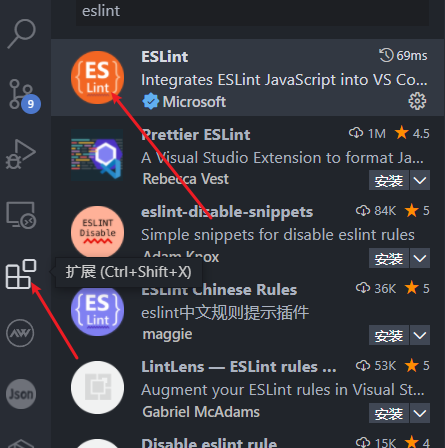 eslint
ES
Lint
ESLint 69ms
Integrates ESLint JavaScript into VS Co...
Microsoft
9
Prettier ESLint 1M 4.5
A Visual Studio Extension to format Ja...
Rebecca Vest 安装
ESLINT
Disable
eslint-disable-snippets 84K 5
Simple snippets for disable eslint rules
Adam Knox 安装
扩展 (Ctrl+Shift+X)
ES
Lint
ESLint Chinese Rules 36K 5
eslint中文规则提示插件
maggie 安装
LintLens — ESLint rules ... 53K 5
Augment your ESLint rules in Visual St...
Gabriel McAdams 安装
Json
Disable eslint rule 15K 4